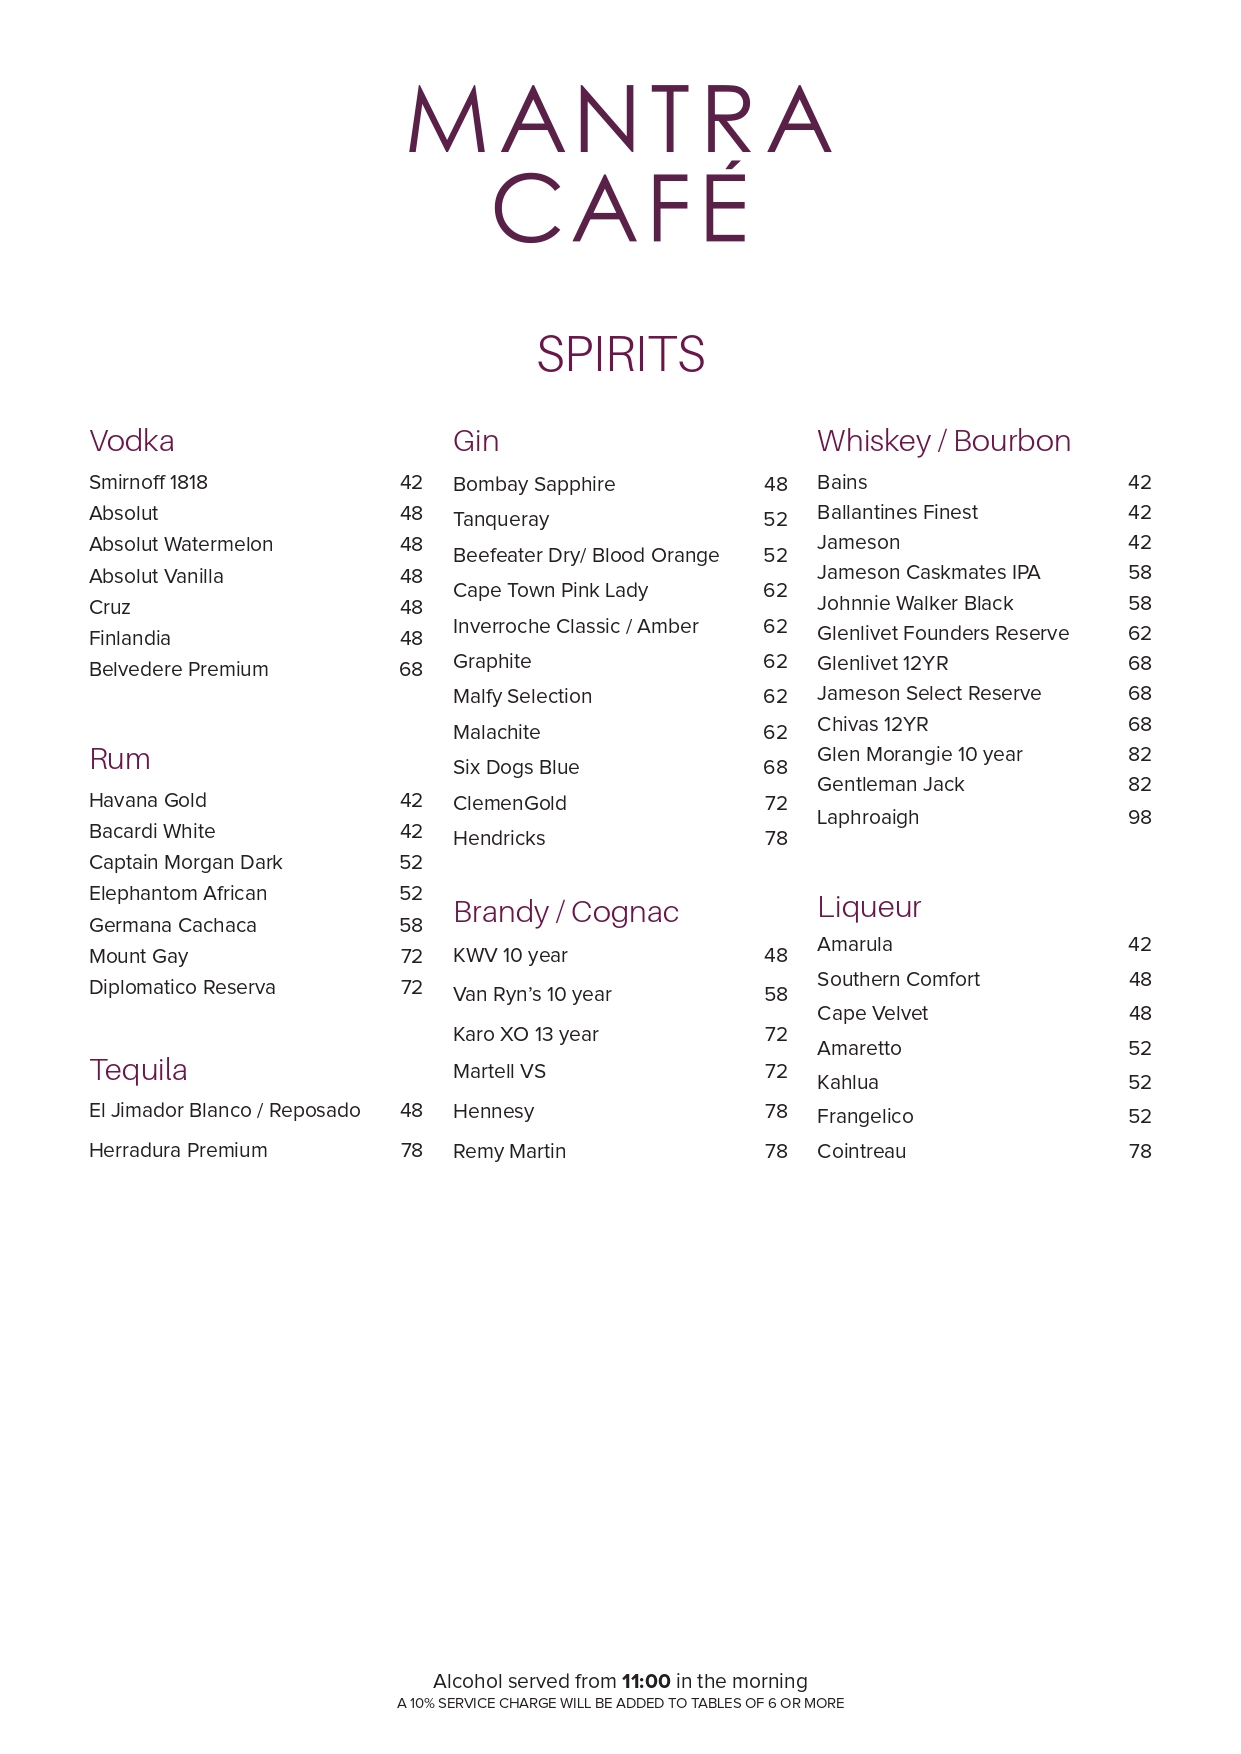 MANTRA
CAFÉ
SPIRITS
Vodka
Smirnoff 1818 42
Absolut 48
Absolut Watermelon 48
Absolut Vanilla 48
Cruz 48
Finlandia 48
Belvedere Premium 68
Rum
Havana Gold 42
Bacardi White 42
Captain Morgan Dark 52
Elephantom African 52
Germana Cachaca 58
Mount Gay 72
Diplomatico Reserva 72
Tequila
El Jimador Blanco / Reposado 48
Herradura Premium 78
Gin
Bombay Sapphire 48
Tanqueray 52
Beefeater Dry/ Blood Orange 52
Cape Town Pink Lady 62
Inverroche Classic / Amber 62
Graphite 62
Malfy Selection 62
Malachite 62
Six Dogs Blue 68
ClemenGold 72
Hendricks 78
Brandy / Cognac
KWV 10 year 48
Van Ryn’s 10 year 58
Karo XO 13 year 72
Martell VS 72
Hennesy 78
Remy Martin 78
Whiskey / Bourbon
Bains 42
Ballantines Finest 42
Jameson 42
Jameson Caskmates IPA 58
Johnnie Walker Black 58
Glenlivet Founders Reserve 62
Glenlivet 12YR 68
Jameson Select Reserve 68
Chivas 12YR 68
Glen Morangie 10 year 82
Gentleman Jack 82
Laphroaigh 98
Liqueur
Amarula 42
Southern Comfort 48
Cape Velvet 48
Amaretto 52
Kahlua 52
Frangelico 52
Cointreau 78
Alcohol served from 11:00 in the morning
A 10% SERVICE CHARGE WILL BE ADDED TO TABLES OF 6 OR MORE